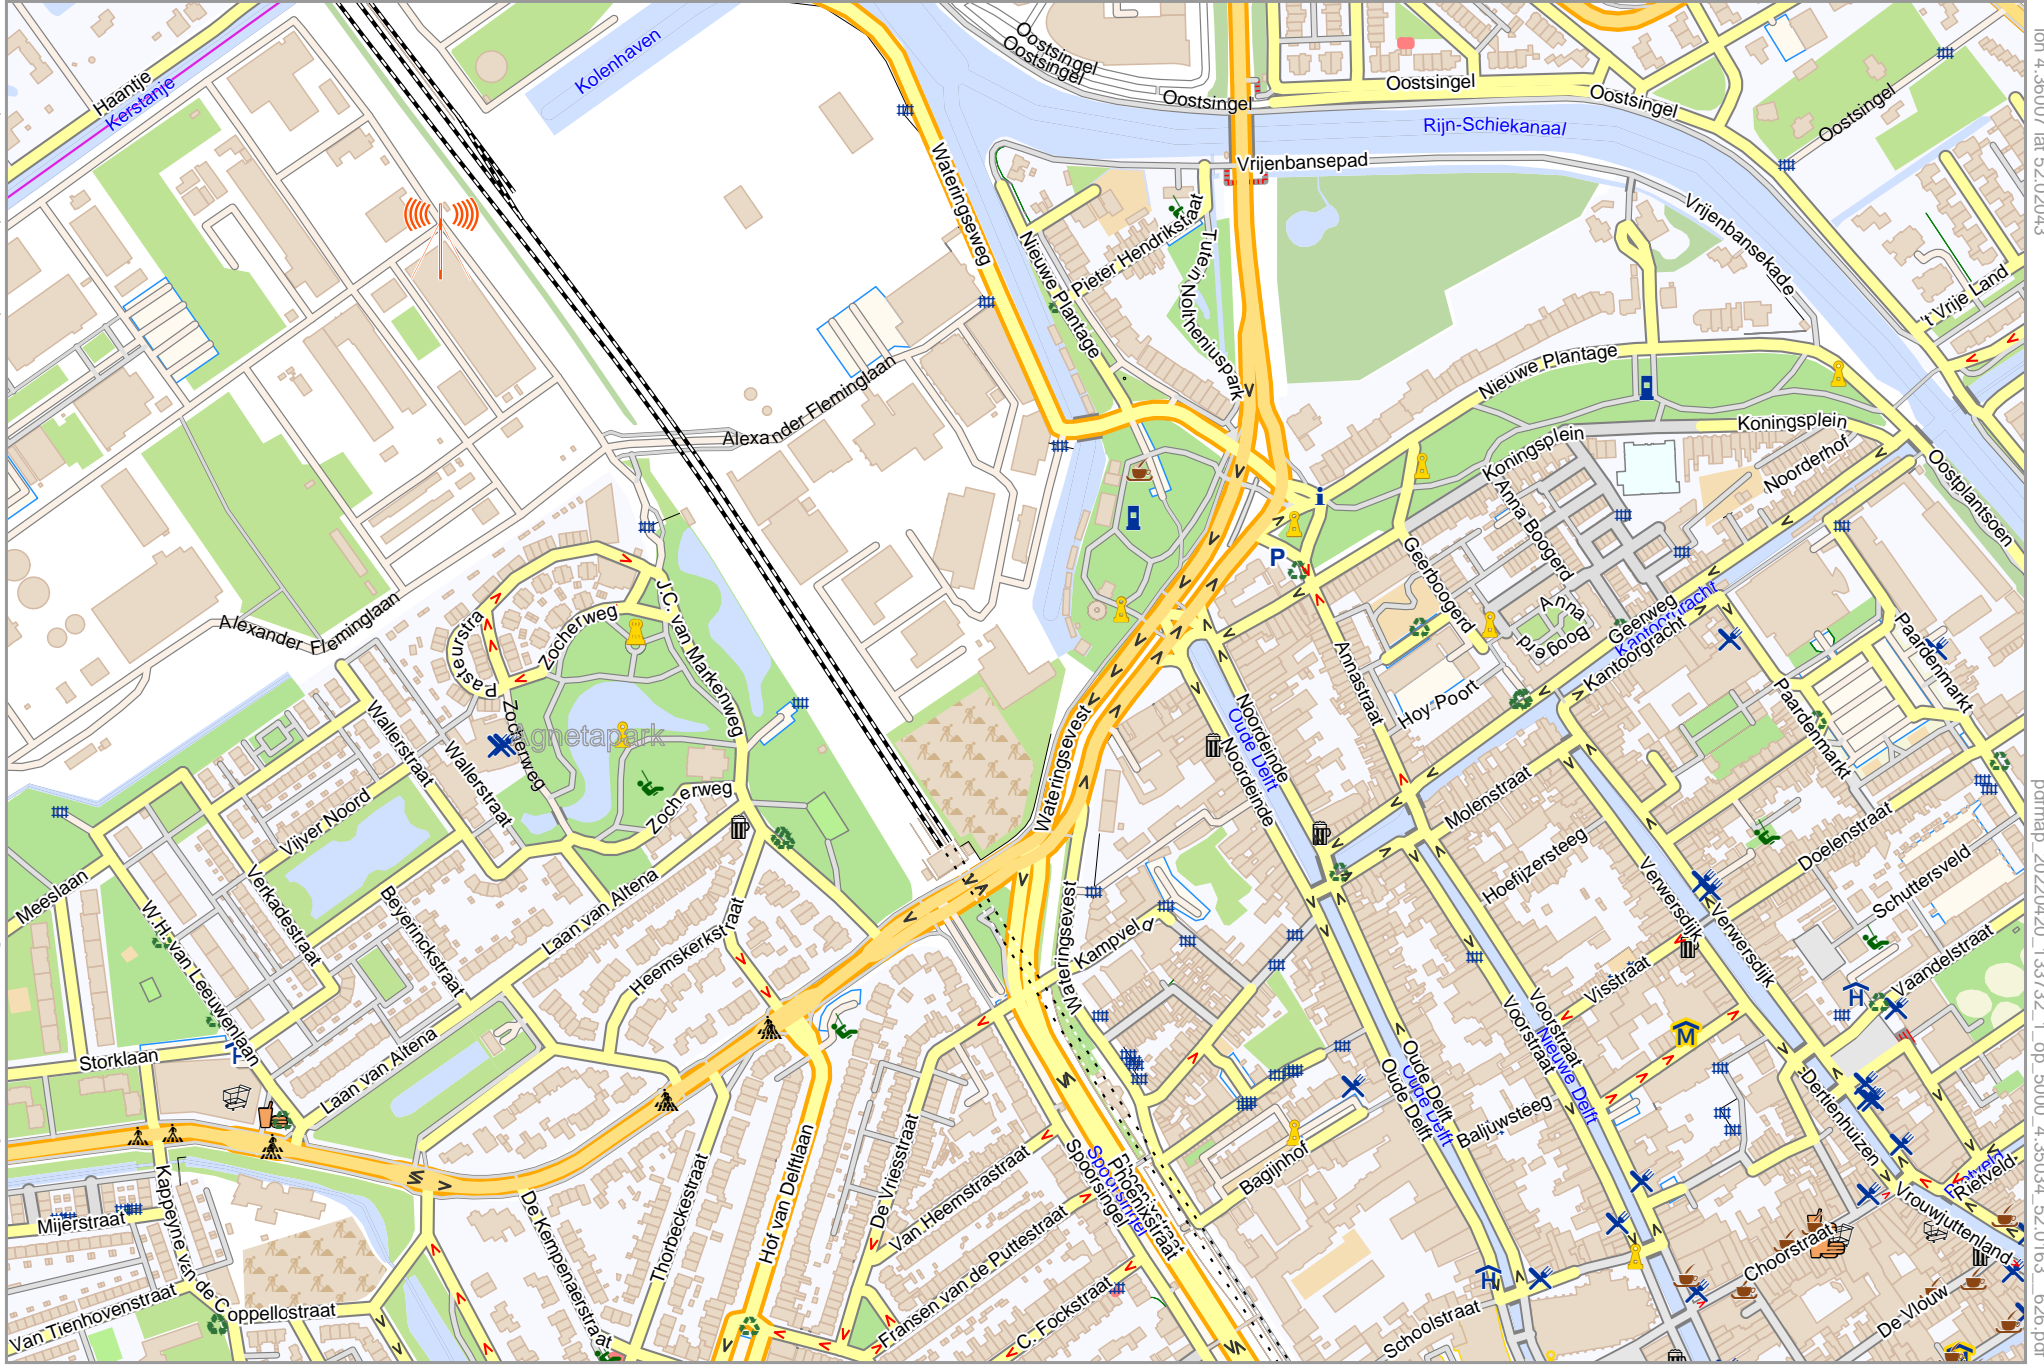 Haantje
Kerstanje
Kolenhaven
Oostsingel
Oostsingel
Oostsingel
Oostsingel
Oostsingel
Oostsingel
Rijn-Schiekanaal
Vrijenbansepad
Vrijenbansekade
't Vrije Land
Wateringseweg
Nieuwe Plantage
Pieter Hendrikstraat
Tutein Noltheniuspark
Nieuwe Plantage
Koningsplein
Koningsplein
Noorderhof
Oostplantsoen
Alexander Fleminglaan
Alexander Fleminglaan
Anna Boogerd
Anna Boogerd
Geerboogerd
Geerweg
Kantoorgracht
Kantoorgracht
Paardenmarkt
Paardenmarkt
Hoy Poort
Annastraat
i
P
Pasteurstra
Zocherweg
J.C. van Markenweg
Zocherweg
Agnetapark
Zocherweg
Wallerstraat
Wallerstraat
Wateringsevest
Noordeinde
Oude Delft
Noordeinde
Molenstraat
Hoefijzersteeg
Doelenstraat
Schuttersveld
Verwersdijk
Verwersdijk
Vaandelstraat
Vijver Noord
Meeslaan
Verkadestraat
Beyerinckstraat
Laan van Altena
Heemskerkstraat
W.H. van Leeuwenlaan
Wateringsevest
Kampveld
Visstraat
Voorstraat
Voorstraat
Nieuwe Delft
H
M
Storklaan
Laan van Altena
Oude Delft
Oude Delft
Oude Delft
Baljuwsteeg
Dertienhuizen
Hof van Delftlaan
De Vriesstraat
Van Heemstrastraat
Spoorsingel
Spoorsingel
Phoenixstraat
Phoenixstraat
Bagijnhof
Rietveld
Rietveld
Vrouwjuttenland
Mijerstraat
Kappeyne van de Coppellostraat
Van Tienhovenstraat
De Kempenaerstraat
Thorbeckestraat
Fransen van de Puttestraat
C. Fockstraat
H
Choorstraat
Schoolstraat
De Vlouw